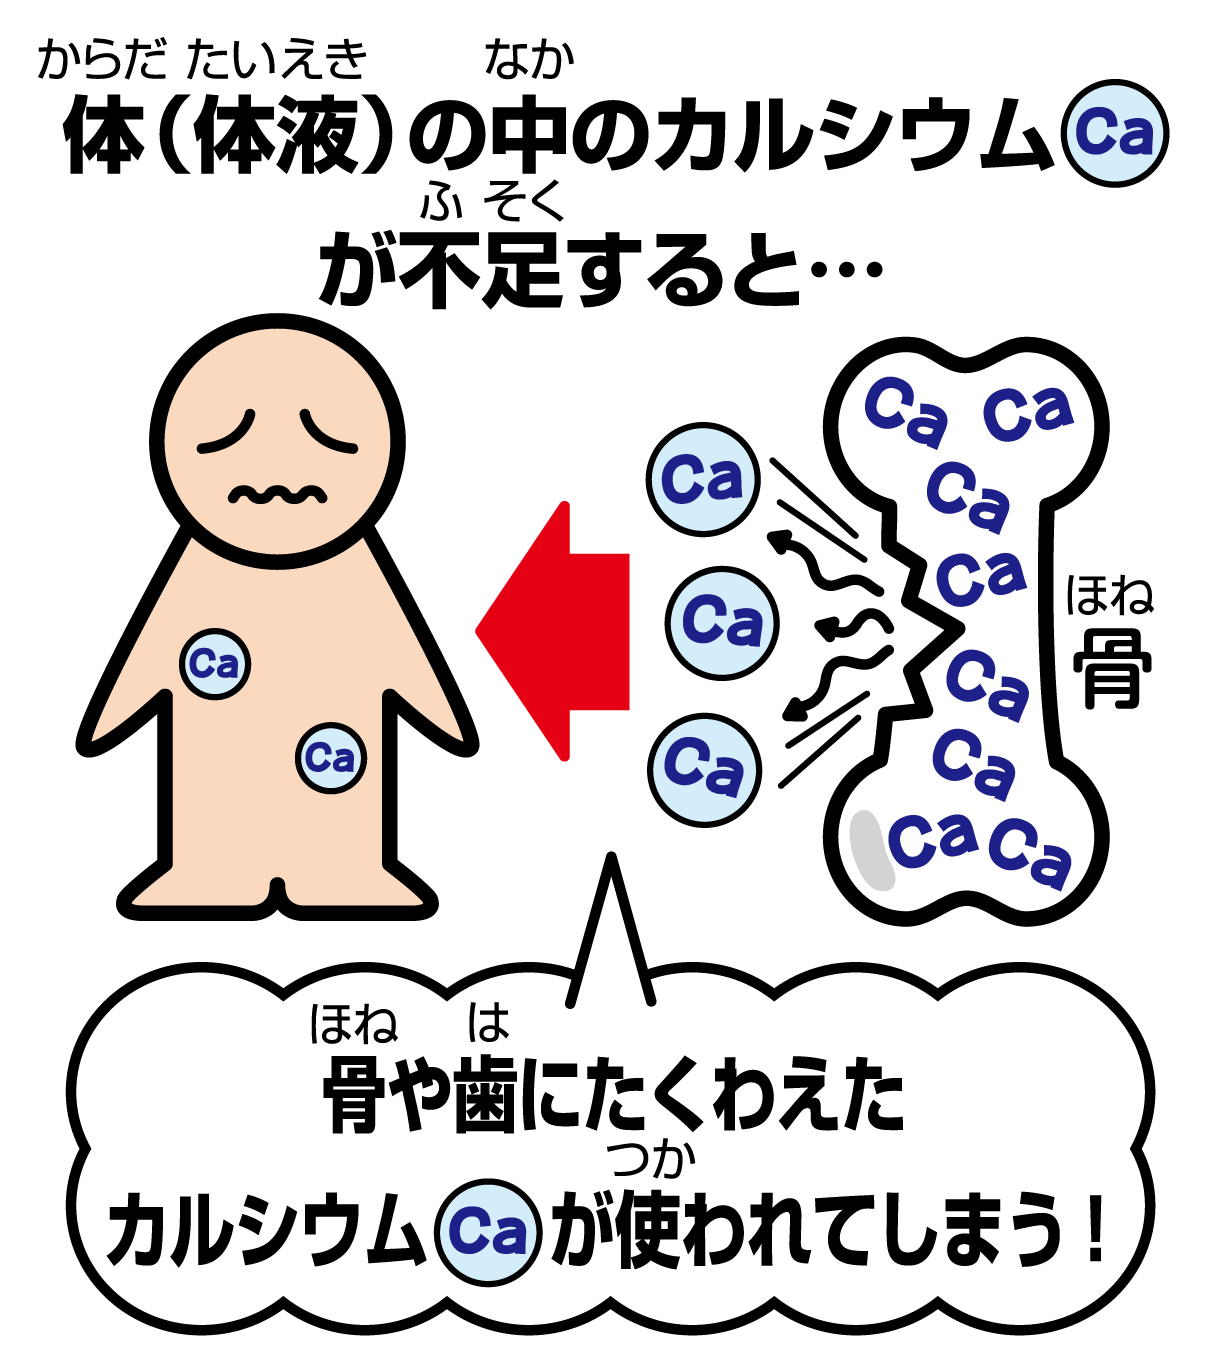 からだ たいえき なか
体（体液）の中のカルシウムCa
ふ そく
が不足すると…
Ca Ca
Ca
Ca
Ca
Ca
Ca Ca
Ca
Ca
Ca
Ca
Ca
ほね
骨
ほね は
骨や歯にたくわえた
つか
カルシウムCaが使われてしまう！